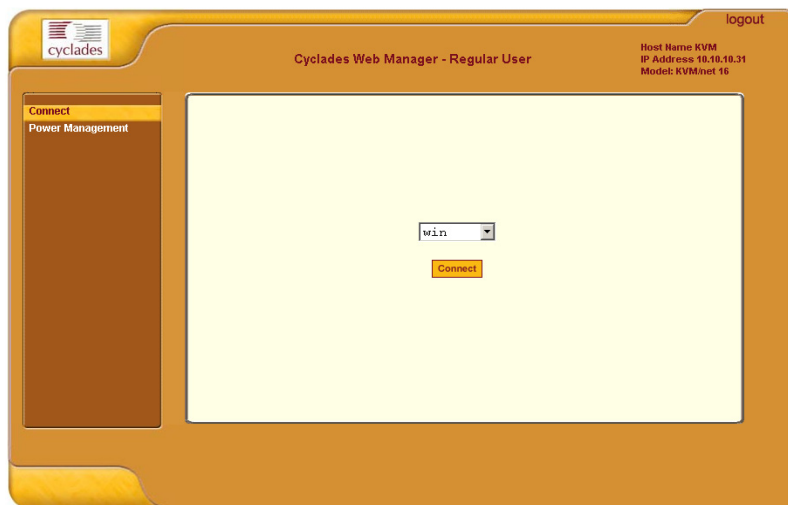 logout
cyclades
Cyclades Web Manager - Regular User
Host Name KVM
IP Address 10.10.10.31
Model: KVM/net 16
Connect
Power Management
win
Connect